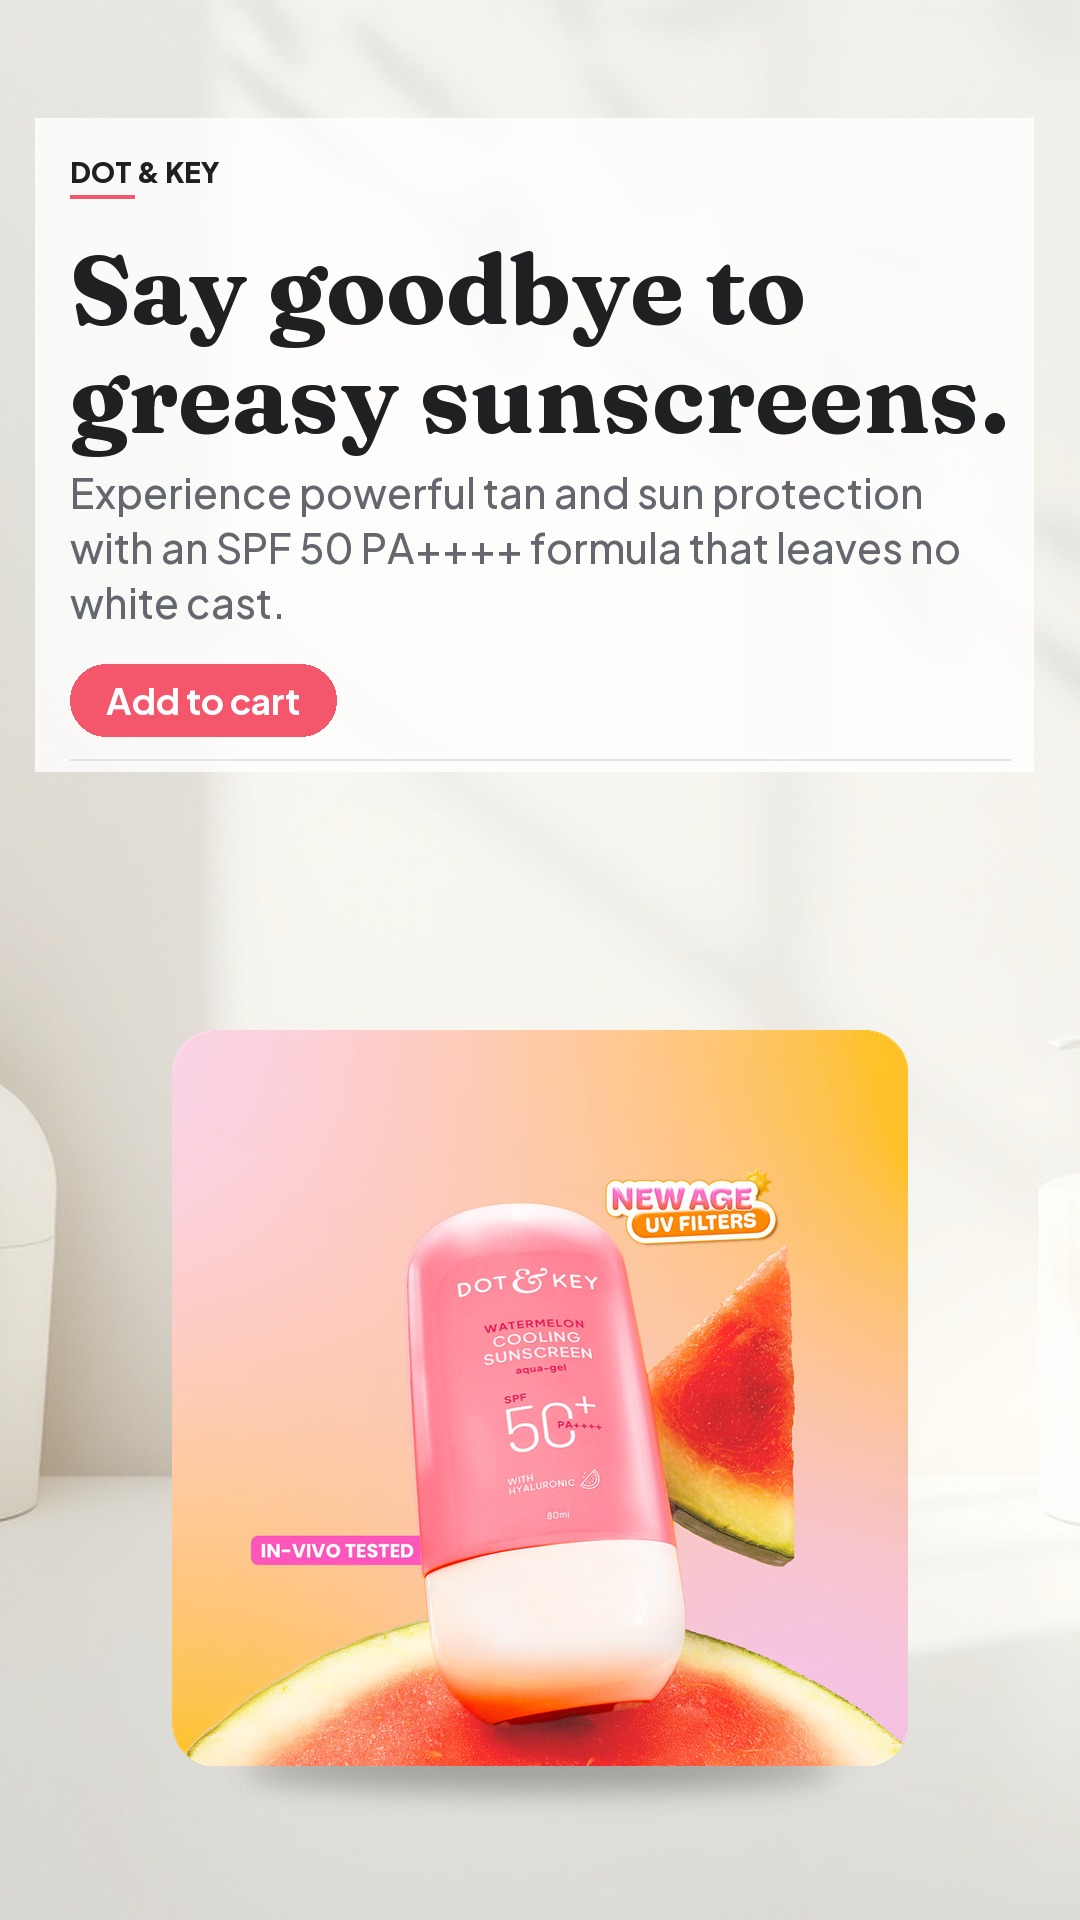 DOT & KEY
Say goodbye to
greasy sunscreens.
Experience powerful tan and sun protection
with an SPF 50 PA++++ formula that leaves no
white cast.
Add to cart
NEW AGE
UV FILTERS
DOT & KEY
WATERMELON
COOLING
SUNSCREEN
aqua-gel
SPF
50+
PA++++
WITH
HYALURONIC
80ml
IN-VIVO TESTED